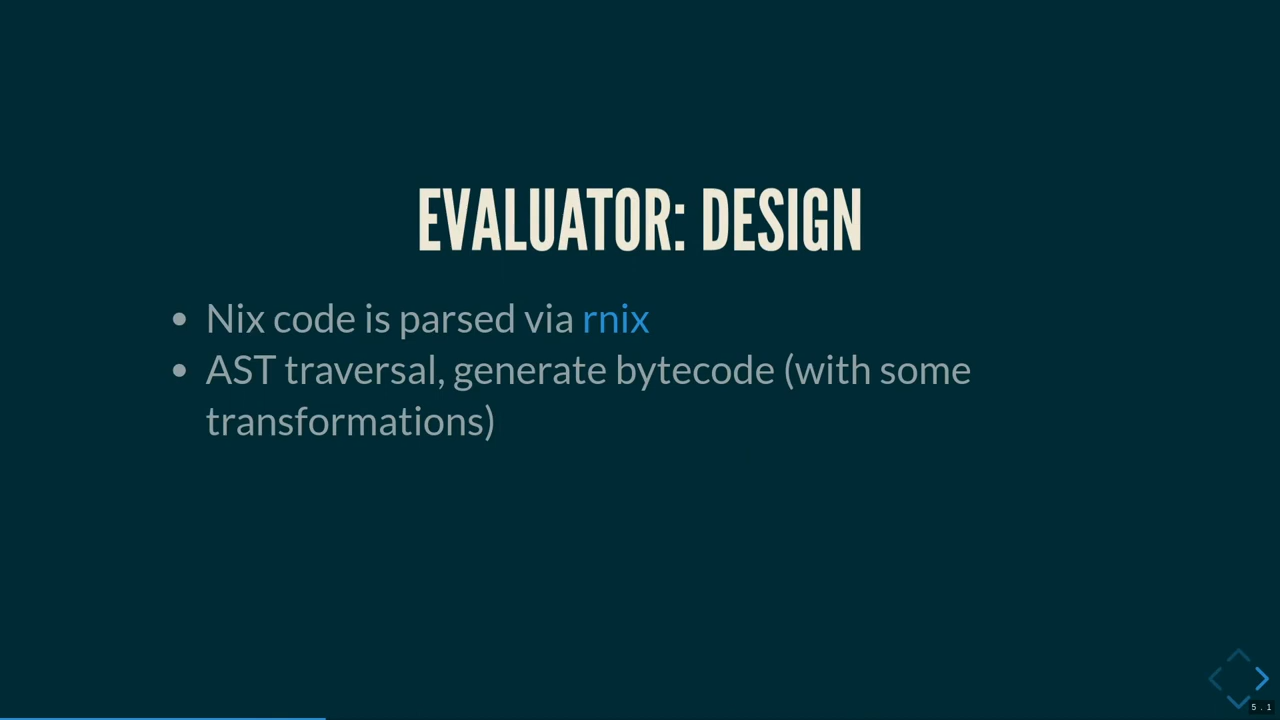 EVALUATOR: DESIGN
• Nix code is parsed via rnix
• AST traversal, generate bytecode (with some
transformations)
5.1